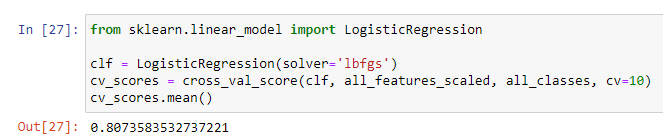 In [27]: from sklearn.linear_model import LogisticRegression
clf = LogisticRegression(solver='lbfgs')
cv_scores = cross_val_score(clf, all_features_scaled, all_classes, cv=10)
cv_scores.mean()
Out[27]: 0.8073583532737221